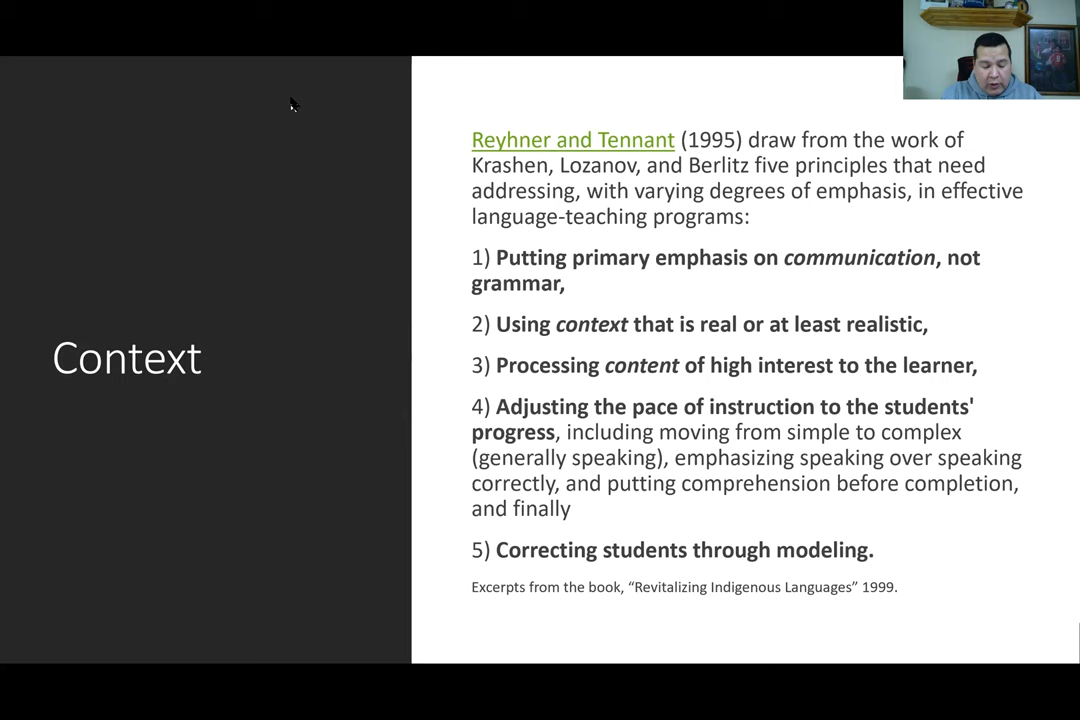 Context
Reyhner and Tennant (1995) draw from the work of
Krashen, Lozanov, and Berlitz five principles that need
addressing, with varying degrees of emphasis, in effective
language-teaching programs:
1) Putting primary emphasis on communication, not
grammar,
2) Using context that is real or at least realistic,
3) Processing content of high interest to the learner,
4) Adjusting the pace of instruction to the students'
progress, including moving from simple to complex
(generally speaking), emphasizing speaking over speaking
correctly, and putting comprehension before completion,
and finally
5) Correcting students through modeling.
Excerpts from the book, “Revitalizing Indigenous Languages” 1999.